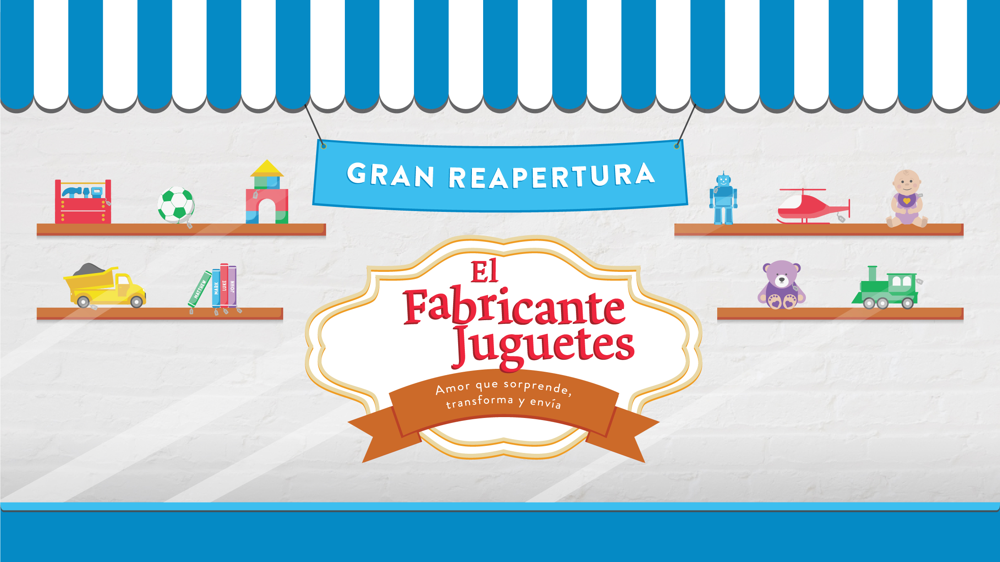 GRAN REAPERTURA
El
Fabricante
Juguetes
Amor que sorprende,
transforma y envía
MATTHEW
MARK
LUKE
JOHN